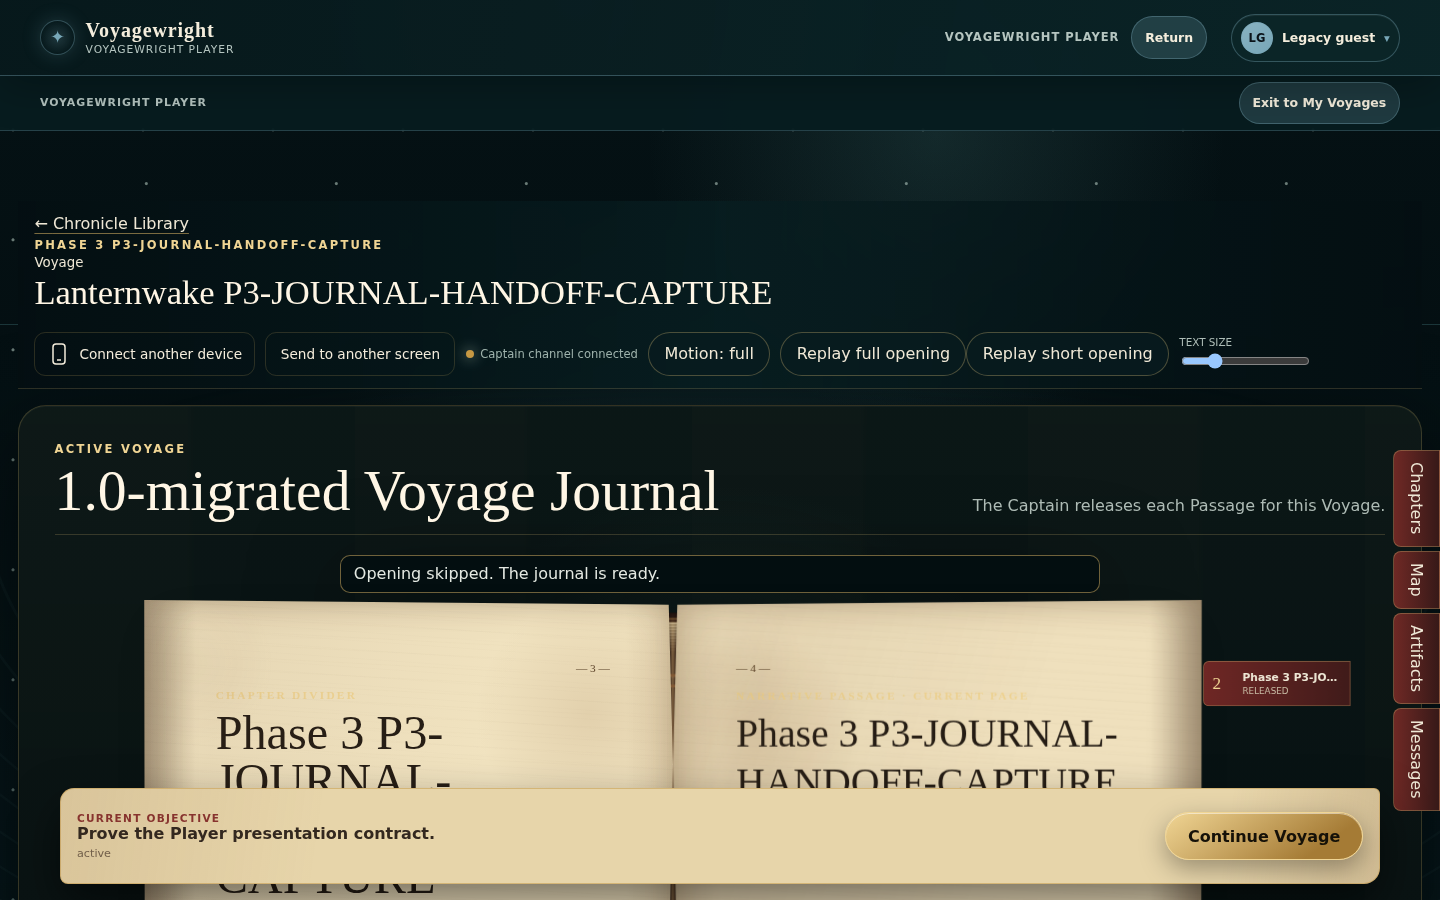 Voyagewright
VOYAGEWRIGHT PLAYER
VOYAGEWRIGHT PLAYER
Return
LG
Legacy guest
VOYAGEWRIGHT PLAYER
Exit to My Voyages
← Chronicle Library
PHASE 3 P3-JOURNAL-HANDOFF-CAPTURE
Voyage
Lanternwake P3-JOURNAL-HANDOFF-CAPTURE
Connect another device
Send to another screen
Captain channel connected
Motion: full
Replay full opening
Replay short opening
TEXT SIZE
ACTIVE VOYAGE
1.0-migrated Voyage Journal
The Captain releases each Passage for this Voyage.
Chapters
Map
Artifacts
Messages
Opening skipped. The journal is ready.
— 3 —
CHAPTER DIVIDER
Phase 3 P3-
JOURNAL-
CAPTURE
— 4 —
PASSAGE CURRENT PAGE
Phase 3 P3-JOURNAL-
HANDOFF-CAPTURE
2
Phase 3 P3-JO...
RELEASED
CURRENT OBJECTIVE
Prove the Player presentation contract.
active
Continue Voyage